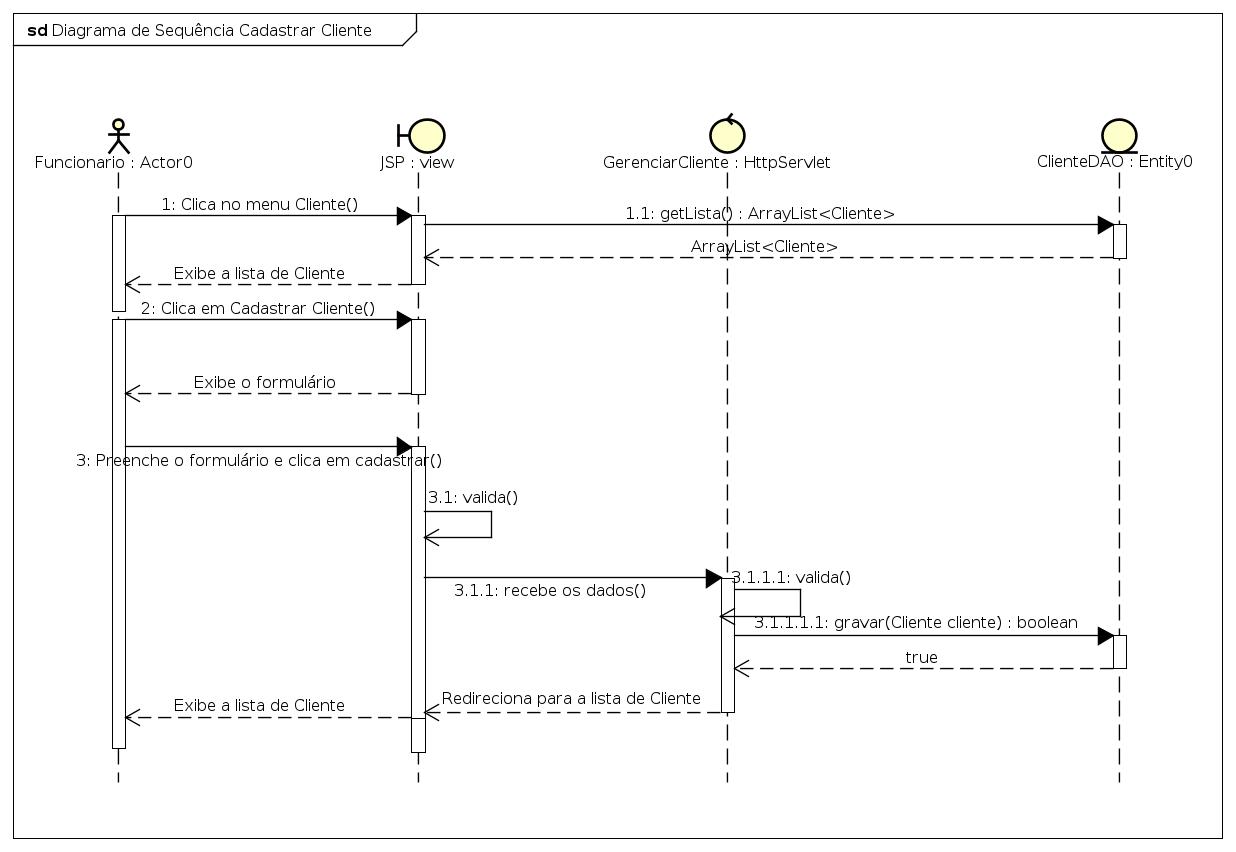 sd Diagrama de Sequência Cadastrar Cliente
Funcionario : Actor0
JSP : view
GerenciarCliente : HttpServlet
ClienteDAO : Entity0
1: Clica no menu Cliente()
1.1: getLista() : ArrayList<Cliente>
ArrayList<Cliente>
Exibe a lista de Cliente
2: Clica em Cadastrar Cliente()
Exibe o formulário
3: Preenche o formulário e clica em cadastrar()
3.1: valida()
3.1.1: recebe os dados()
3.1.1.1: valida()
3.1.1.1.1: gravar(Cliente cliente) : boolean
true
Redireciona para a lista de Cliente
Exibe a lista de Cliente